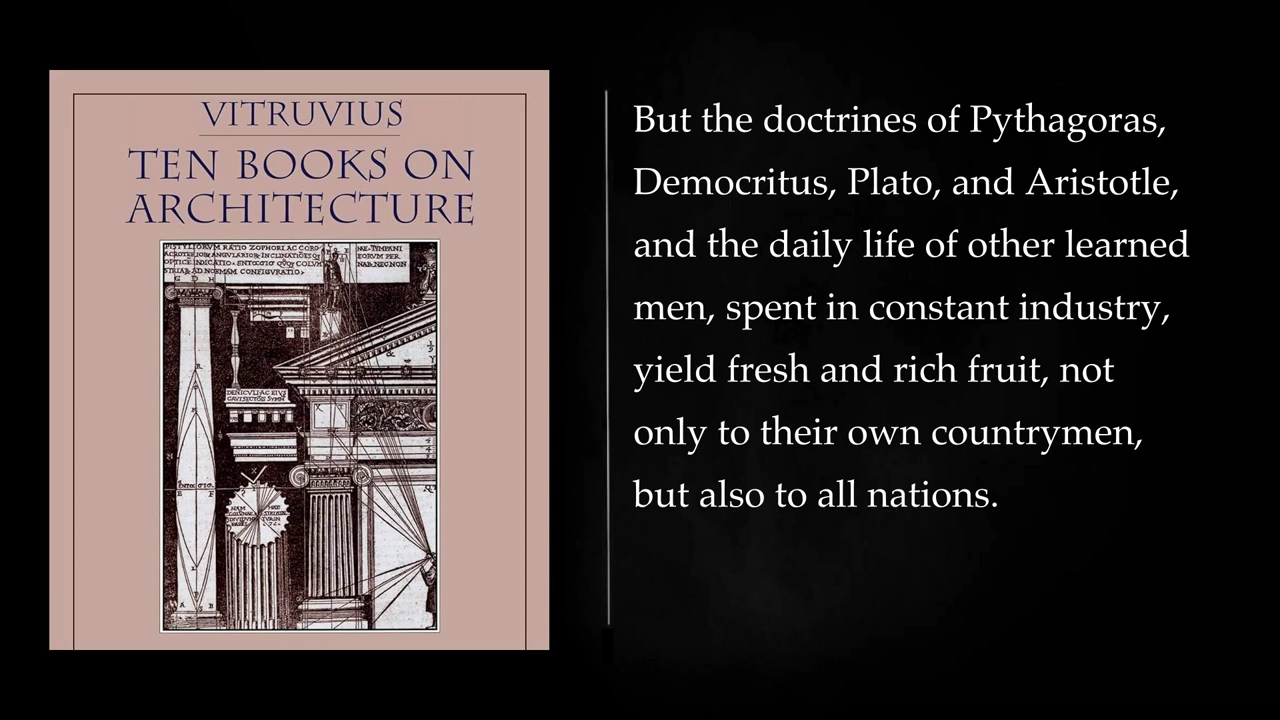 VITRUVIUS
TEN BOOKS ON
ARCHITECTURE
But the doctrines of Pythagoras,
Democritus, Plato, and Aristotle,
and the daily life of other learned
men, spent in constant industry,
yield fresh and rich fruit, not
only to their own countrymen,
but also to all nations.